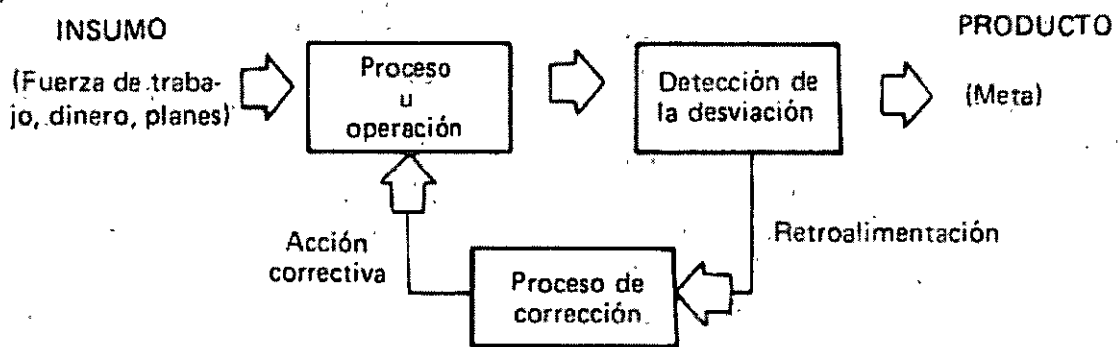 INSUMO
(Fuerza de traba-
jo, dinero, planes)
Proceso
u
operación
Detección de
la desviación
PRODUCTO
(Meta)
Acción
correctiva
Proceso de
corrección
Retroalimentación